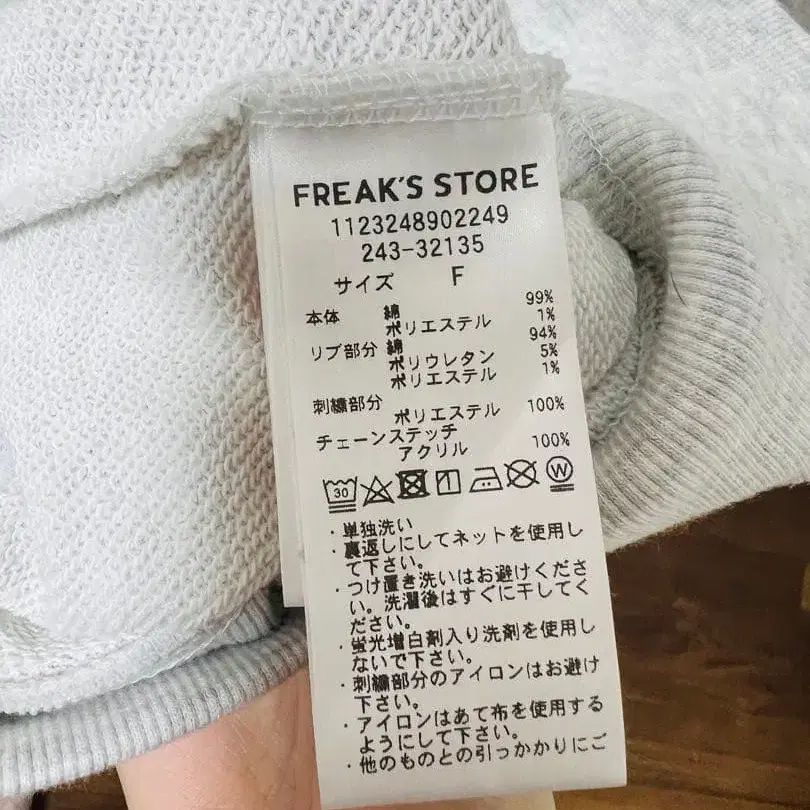 FREAK'S STORE
1123248902249
243-32135
サイズ F
本体 綿 99%
ポリエステル 1%
リブ部分 綿 94%
ポリウレタン 5%
ポリエステル 1%
刺繍部分
ポリエステル 100%
チェーンステッチ
アクリル 100%
30 W
・単独洗い
・裏返しにしてネットを使用し
て下さい。
・つけ置き洗いはお避けくださ
い。洗濯後はすぐに干してく
ださい。
・蛍光増白剤入り洗剤を使用し
ないで下さい。
・刺繍部分のアイロンはお避け
下さい。
・アイロンはあて布を使用する
ようにして下さい。
・他のものとの引っかかりにご